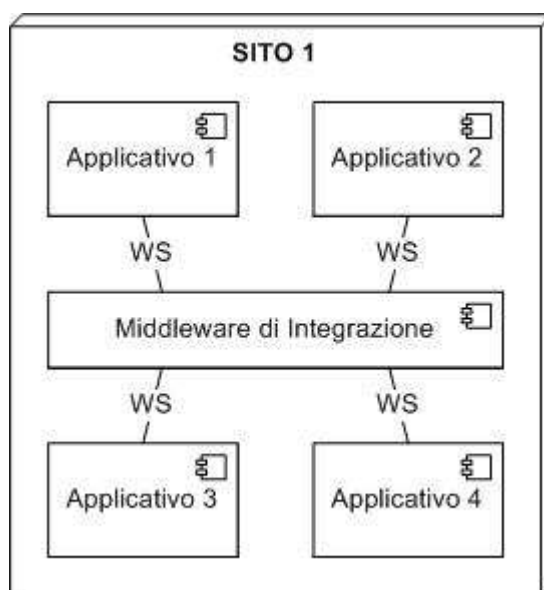 SITO 1
Applicativo 1
Applicativo 2
WS
WS
Middleware di Integrazione
WS
WS
Applicativo 3
Applicativo 4